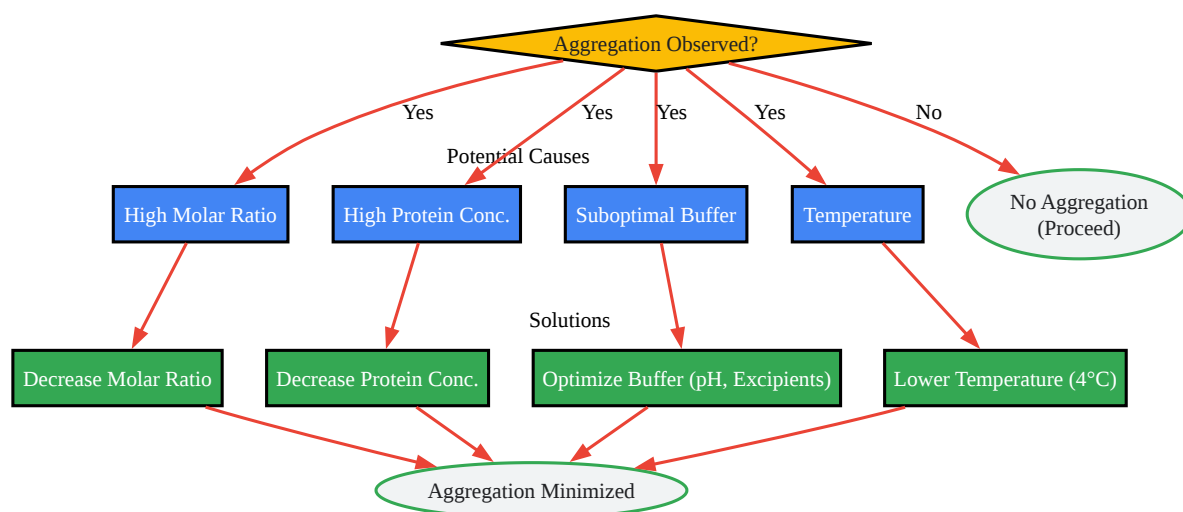 Aggregation Observed?
Yes
Yes
Yes
Yes
No
Potential Causes
High Molar Ratio
High Protein Conc.
Suboptimal Buffer
Temperature
No Aggregation
(Proceed)
Solutions
Decrease Molar Ratio
Decrease Protein Conc.
Optimize Buffer (pH, Excipients)
Lower Temperature (4°C)
Aggregation Minimized